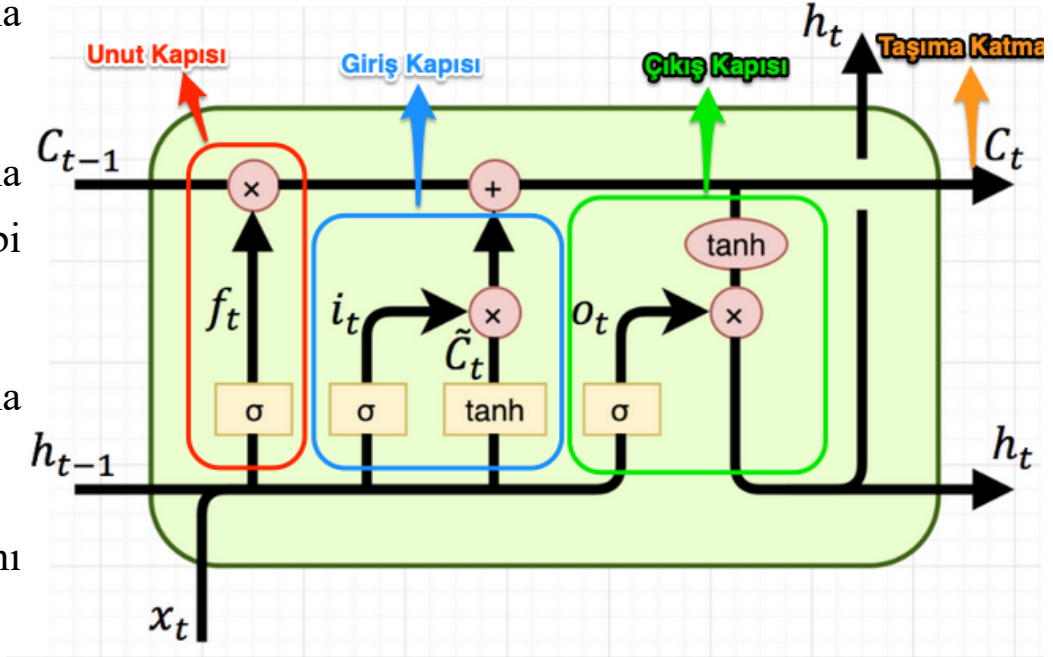 Unut Kapısı
Giriş Kapısı
Çıkış Kapısı
h_t
Taşıma Katma
C_{t-1}
C_t
×
+
tanh
f_t
i_t
×
C̃_t
o_t
×
σ
σ
tanh
σ
h_{t-1}
h_t
x_t